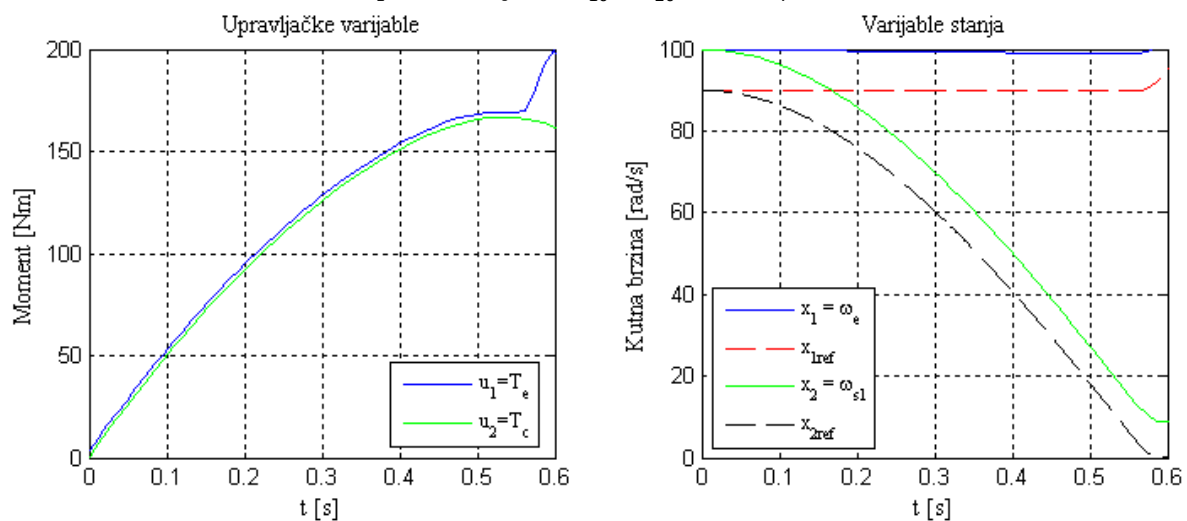 Upravljačke varijable
200
150
100
50
0
0
0.1
0.2
0.3
0.4
0.5
0.6
Moment [Nm]
t [s]
u1=Te
u2=Tc
Varijable stanja
100
80
60
40
20
0
0
0.1
0.2
0.3
0.4
0.5
0.6
Kutna brzina [rad/s]
t [s]
x1 = ωe
x1ref
x2 = ωs1
x2ref